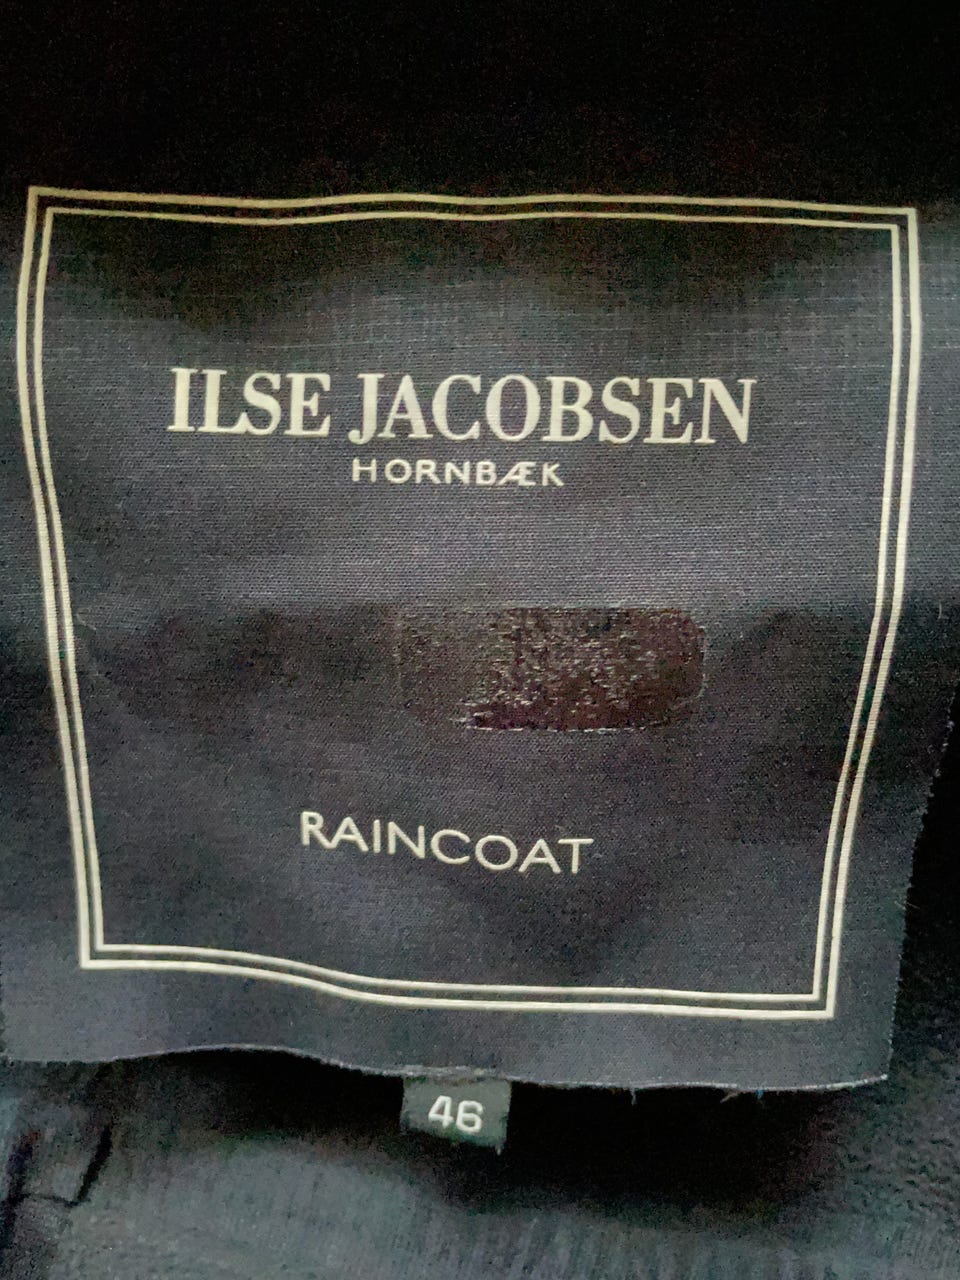 ILSE JACOBSEN
HORNBÆK
RAINCOAT
46